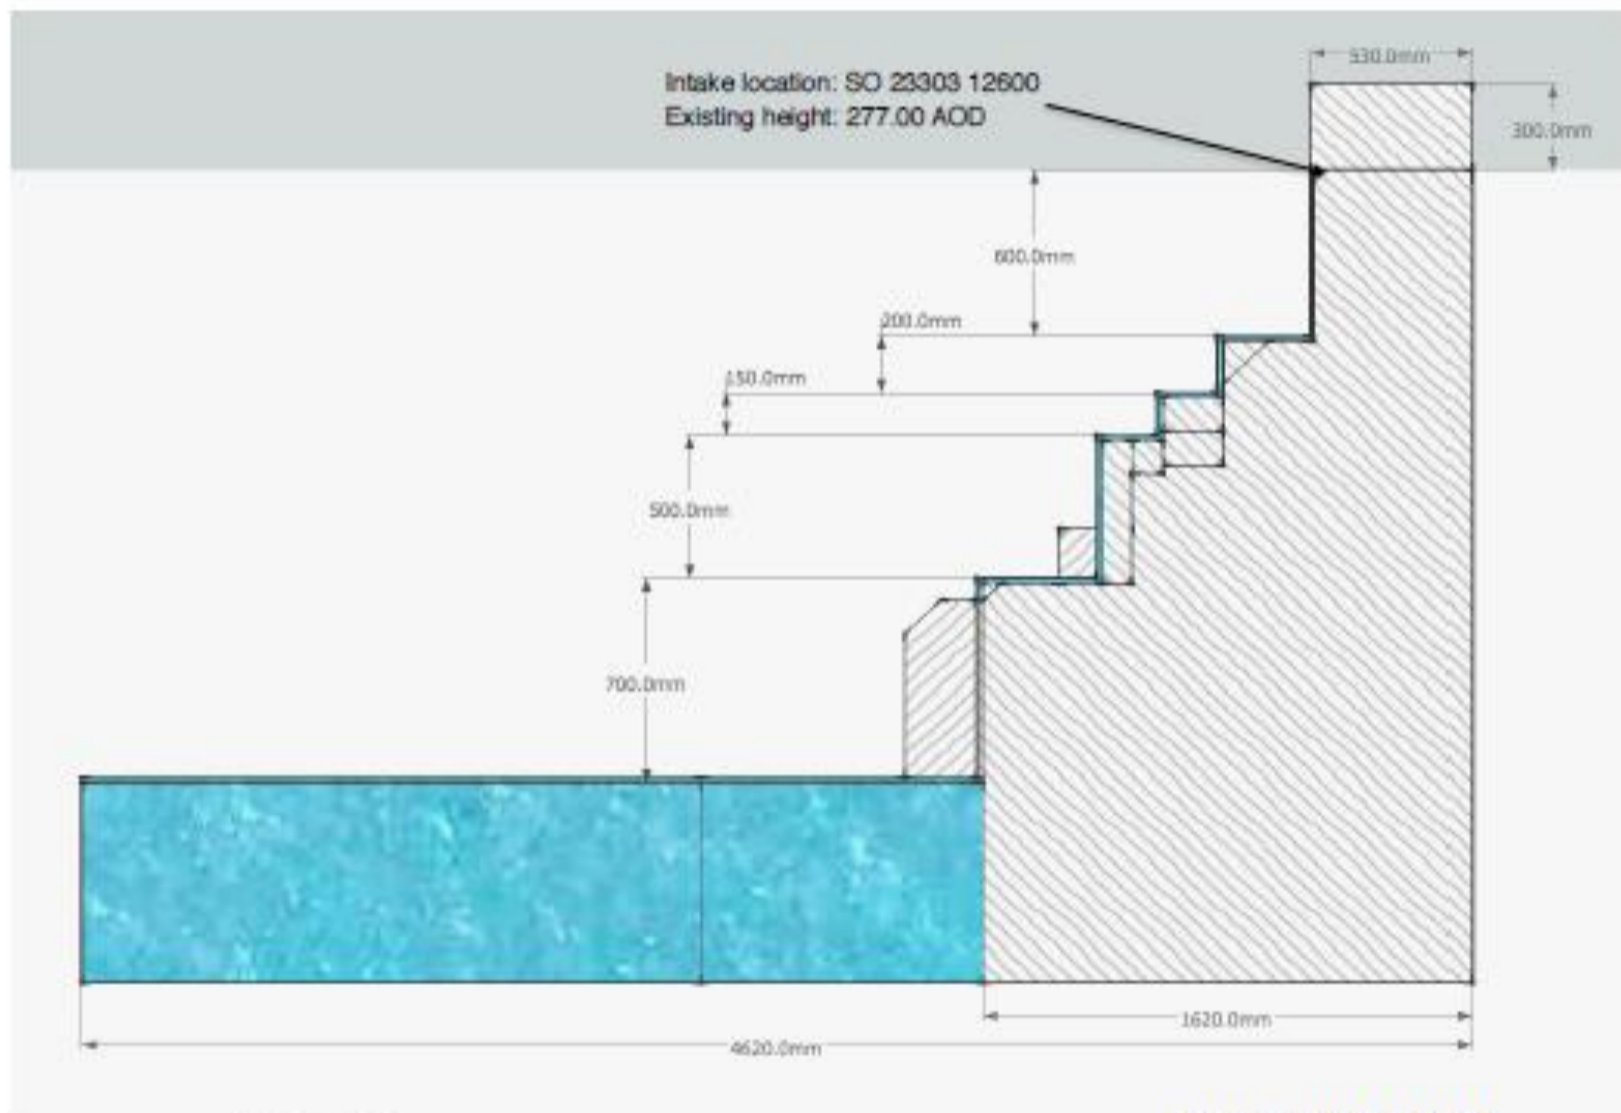 530.0mm
Intake location: SO 23303 12600
Existing height: 277.00 AOD
300.0mm
600.0mm
200.0mm
150.0mm
500.0mm
700.0mm
1620.0mm
4620.0mm